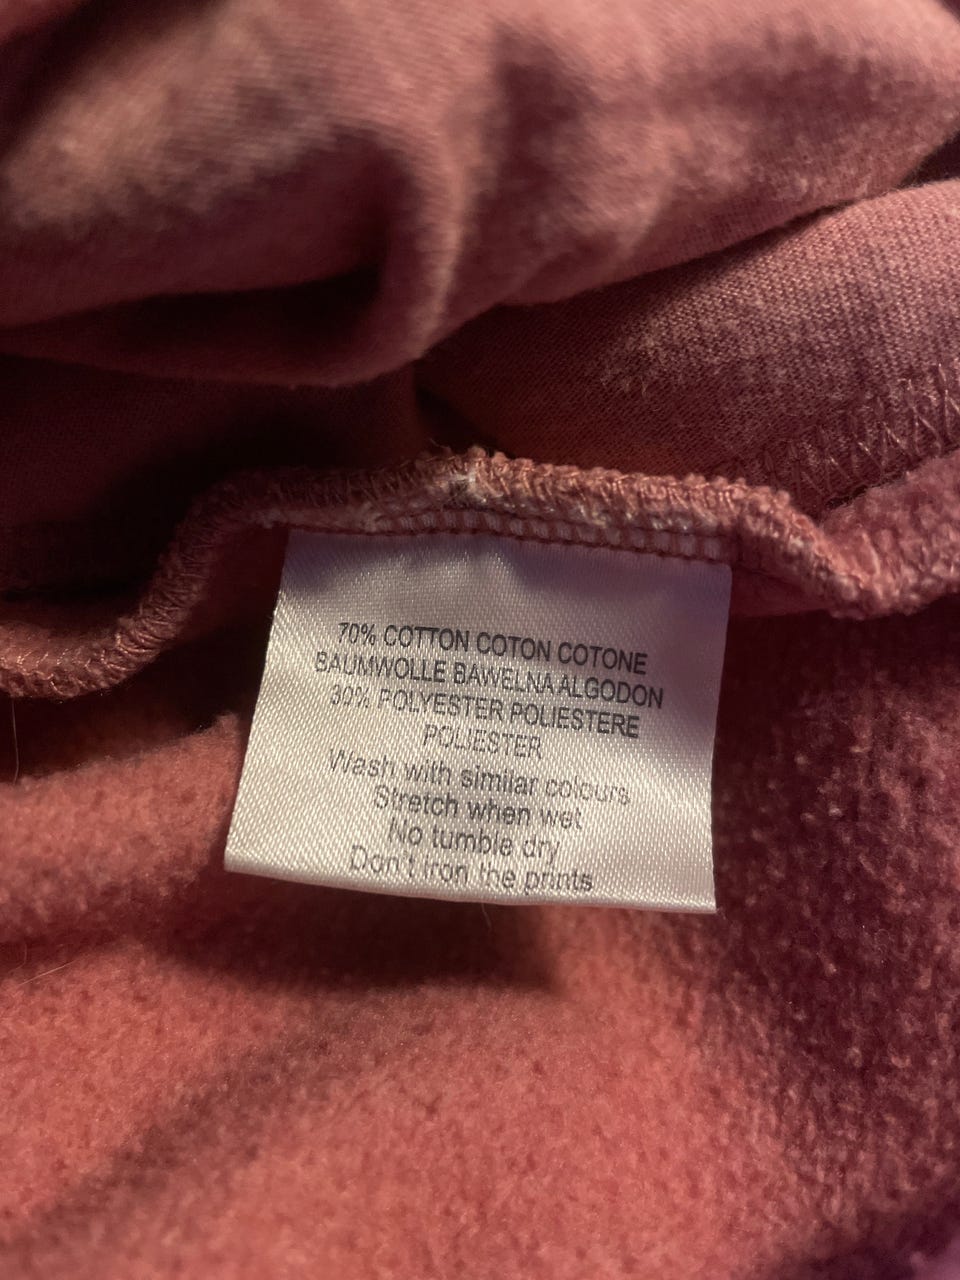 70% COTTON COTON COTONE
BAUMWOLLE BAWELNA ALGODON
30% POLYESTER POLIESTERE
POLIESTER
Wash with similar colours
Stretch when wet
No tumble dry
Don't iron the prints